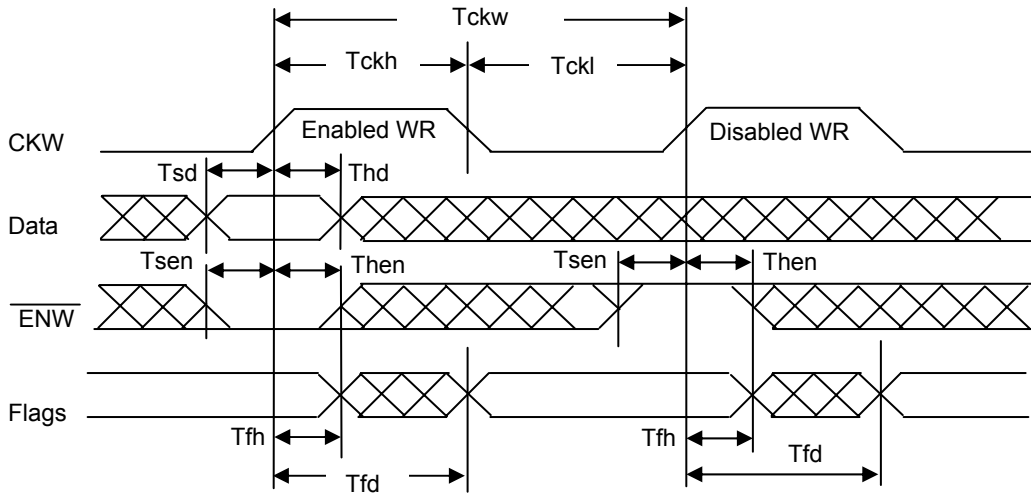 Tckw
Tckh Tckl
CKW Enabled WR Disabled WR
Tsd Thd
Data
Tsen Then Tsen Then
ENW
Flags
Tfh Tfh
Tfd Tfd